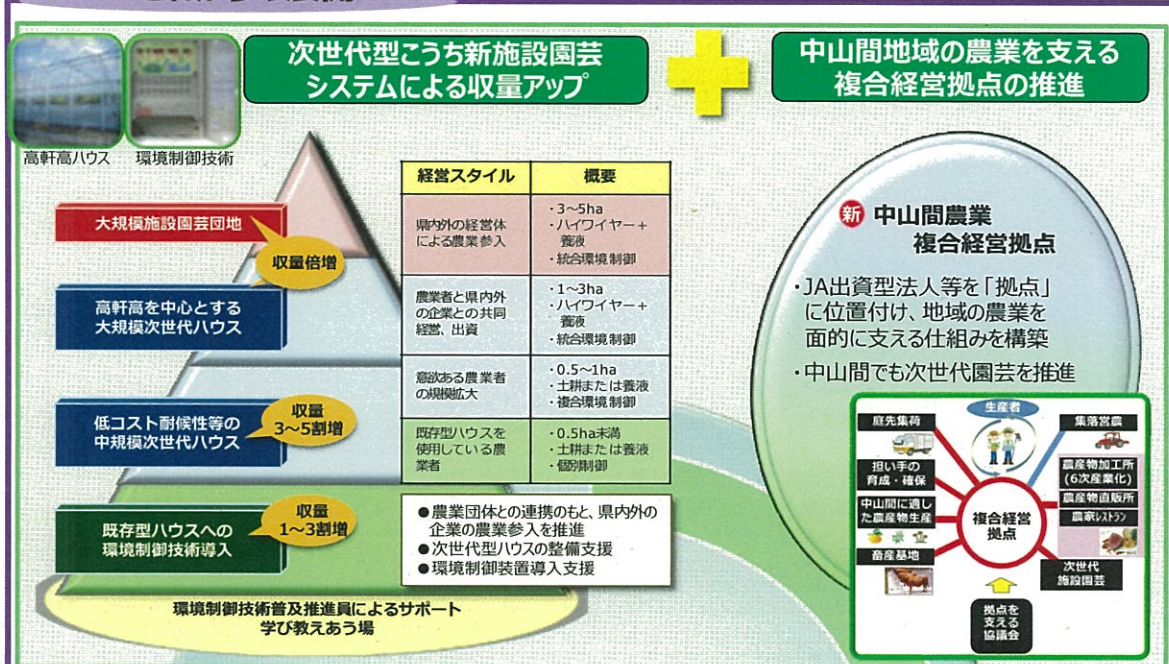 次世代型こうち新施設園芸
システムによる収量アップ
中山間地域の農業を支える
複合経営拠点の推進
高軒高ハウス
環境制御技術
大規模施設園芸団地
収量倍増
高軒高を中心とする
大規模次世代ハウス
低コスト耐候性等の
中規模次世代ハウス
収量
3～5割増
既存型ハウスへの
環境制御技術導入
収量
1～3割増
経営スタイル
概要
県内外の経営体
による農業参入
・3～5ha
・ハイワイヤー＋
養液
・統合環境制御
農業者と県内外
の企業との共同
経営、出資
・1～3ha
・ハイワイヤー＋
養液
・統合環境制御
意欲ある農業者
の規模拡大
・0.5～1ha
・土耕または養液
・複合環境制御
既存型ハウスを
使用している農
業者
・0.5ha未満
・土耕または養液
・個別制御
●農業団体との連携のもと、県内外の
企業の農業参入を推進
●次世代型ハウスの整備支援
●環境制御装置導入支援
環境制御技術普及推進員によるサポート
学び教えあう場
新 中山間農業
複合経営拠点
・JA出資型法人等を「拠点」
に位置付け、地域の農業を
面的に支える仕組みを構築
・中山間でも次世代園芸を推進
生産者
庭先集荷
担い手の
育成・確保
中山間に適し
た農産物生産
畜産基地
集落営農
農産物加工所
(6次産業化)
農産物直販所
農家レストラン
次世代
施設園芸
複合経営
拠点
拠点を
支える
協議会